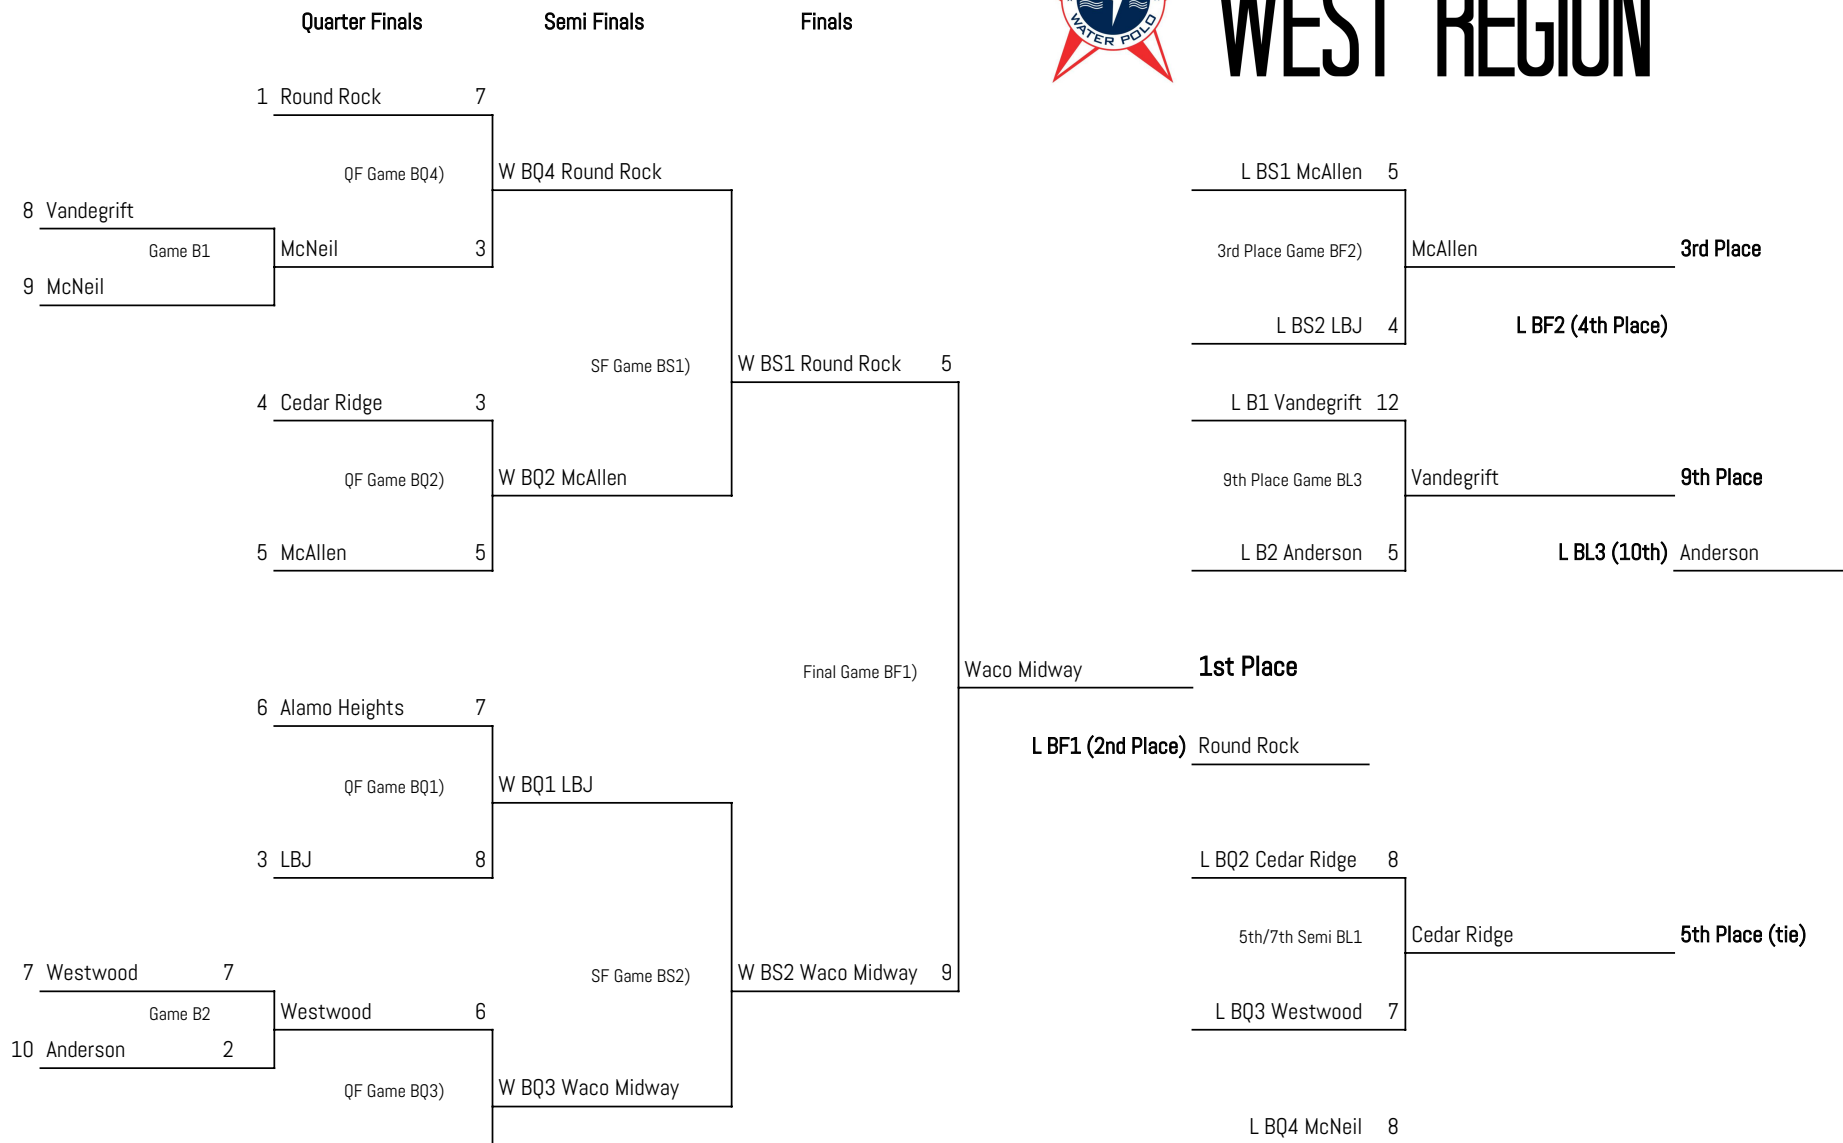 Quarter Finals
Semi Finals
Finals
WATER POLO
WEST REGION
1 Round Rock 7
QF Game BQ4)
W BQ4 Round Rock
8 Vandegrift
Game B1
McNeil 3
9 McNeil
SF Game BS1)
W BS1 Round Rock 5
4 Cedar Ridge 3
QF Game BQ2)
W BQ2 McAllen
5 McAllen 5
Final Game BF1)
Waco Midway
1st Place
L BF1 (2nd Place) Round Rock
6 Alamo Heights 7
QF Game BQ1)
W BQ1 LBJ
3 LBJ 8
SF Game BS2)
W BS2 Waco Midway 9
7 Westwood 7
Game B2
Westwood 6
10 Anderson 2
QF Game BQ3)
W BQ3 Waco Midway
L BS1 McAllen 5
3rd Place Game BF2)
McAllen
3rd Place
L BS2 LBJ 4
L BF2 (4th Place)
L B1 Vandegrift 12
9th Place Game BL3
Vandegrift
9th Place
L B2 Anderson 5
L BL3 (10th) Anderson
L BQ2 Cedar Ridge 8
5th/7th Semi BL1
Cedar Ridge
5th Place (tie)
L BQ3 Westwood 7
L BQ4 McNeil 8